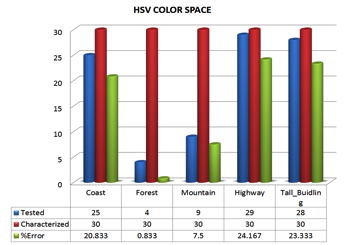 HSV COLOR SPACE
30
25
20
15
10
5
0
Coast Forest Mountain Highway Tall_Buidlin
g
Tested 25 4 9 29 28
Characterized 30 30 30 30 30
%Error 20.833 0.833 7.5 24.167 23.333